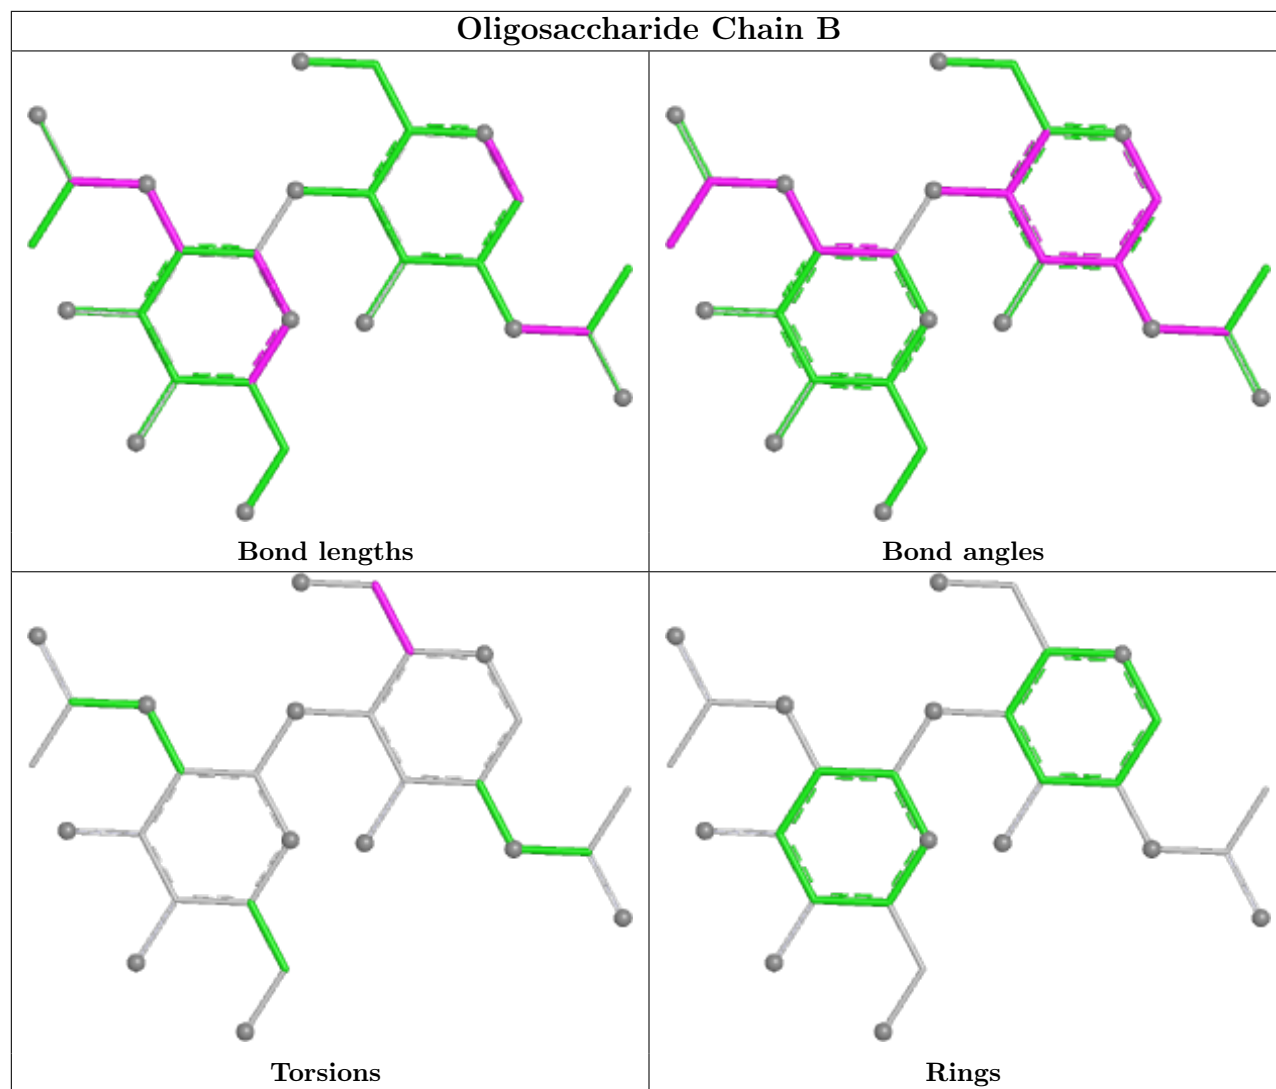 Oligosaccharide Chain B
Bond lengths
Bond angles
Torsions
Rings